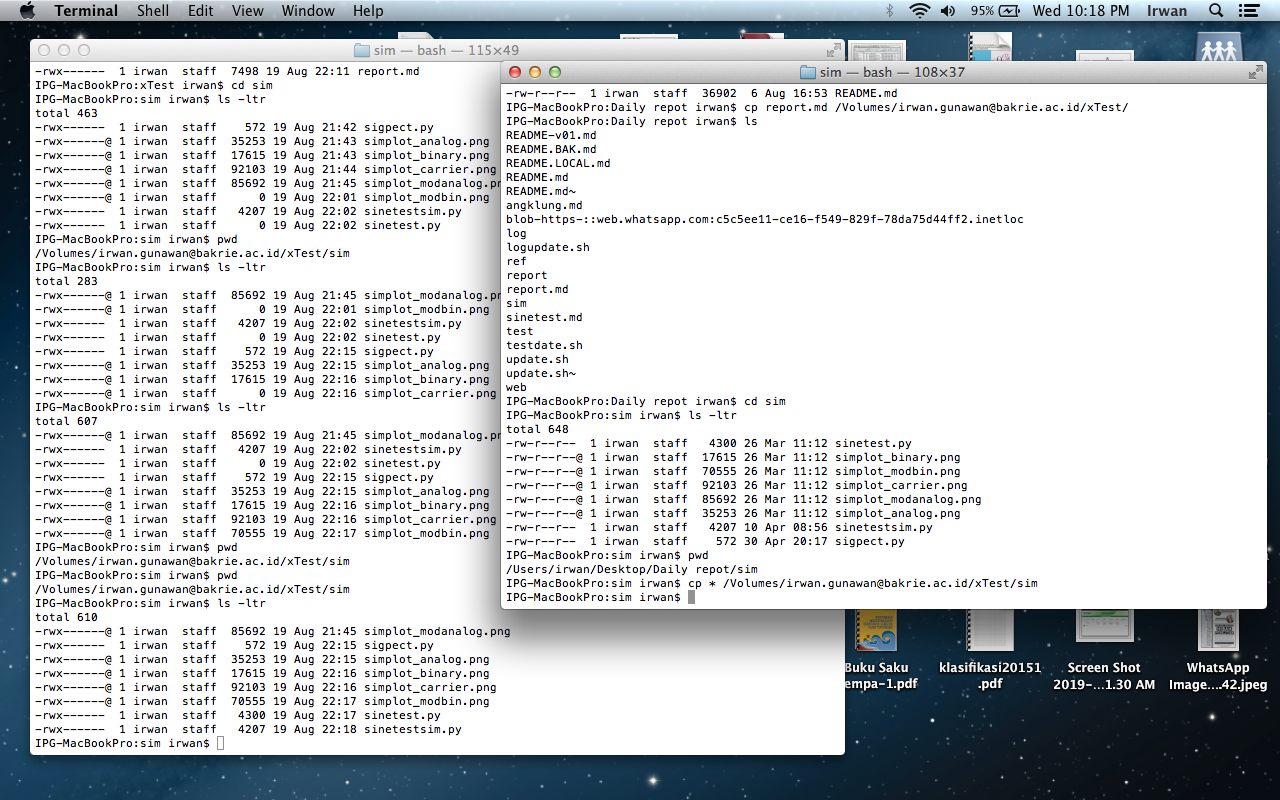 Terminal Shell Edit View Window Help 95% Wed 10:18 PM Irwan
sim — bash — 115×49
-rwx------ 1 irwan staff 7498 19 Aug 22:11 report.md
IPG-MacBookPro:xTest irwan$ cd sim
IPG-MacBookPro:sim irwan$ ls -ltr
total 463
-rwx------ 1 irwan staff 572 19 Aug 21:42 sigpect.py
-rwx------@ 1 irwan staff 35253 19 Aug 21:43 simplot_analog.png
-rwx------@ 1 irwan staff 17615 19 Aug 21:43 simplot_binary.png
-rwx------@ 1 irwan staff 92103 19 Aug 21:44 simplot_carrier.png
-rwx------@ 1 irwan staff 85692 19 Aug 21:45 simplot_modanalog.pn
-rwx------@ 1 irwan staff 0 19 Aug 22:01 simplot_modbin.png
-rwx------ 1 irwan staff 4207 19 Aug 22:02 sinetestsim.py
-rwx------ 1 irwan staff 0 19 Aug 22:02 sinetest.py
IPG-MacBookPro:sim irwan$ pwd
/Volumes/irwan.gunawan@bakrie.ac.id/xTest/sim
IPG-MacBookPro:sim irwan$ ls -ltr
total 283
-rwx------@ 1 irwan staff 85692 19 Aug 21:45 simplot_modanalog.pn
-rwx------@ 1 irwan staff 0 19 Aug 22:01 simplot_modbin.png
-rwx------ 1 irwan staff 4207 19 Aug 22:02 sinetestsim.py
-rwx------ 1 irwan staff 0 19 Aug 22:02 sinetest.py
-rwx------ 1 irwan staff 572 19 Aug 22:15 sigpect.py
-rwx------@ 1 irwan staff 35253 19 Aug 22:15 simplot_analog.png
-rwx------@ 1 irwan staff 17615 19 Aug 22:16 simplot_binary.png
-rwx------@ 1 irwan staff 0 19 Aug 22:16 simplot_carrier.png
IPG-MacBookPro:sim irwan$ ls -ltr
total 607
-rwx------@ 1 irwan staff 85692 19 Aug 21:45 simplot_modanalog.pn
-rwx------ 1 irwan staff 4207 19 Aug 22:02 sinetestsim.py
-rwx------ 1 irwan staff 0 19 Aug 22:02 sinetest.py
-rwx------ 1 irwan staff 572 19 Aug 22:15 sigpect.py
-rwx------@ 1 irwan staff 35253 19 Aug 22:15 simplot_analog.png
-rwx------@ 1 irwan staff 17615 19 Aug 22:16 simplot_binary.png
-rwx------@ 1 irwan staff 92103 19 Aug 22:16 simplot_carrier.png
-rwx------@ 1 irwan staff 70555 19 Aug 22:17 simplot_modbin.png
IPG-MacBookPro:sim irwan$ pwd
/Volumes/irwan.gunawan@bakrie.ac.id/xTest/sim
IPG-MacBookPro:sim irwan$ pwd
/Volumes/irwan.gunawan@bakrie.ac.id/xTest/sim
IPG-MacBookPro:sim irwan$ ls -ltr
total 610
-rwx------@ 1 irwan staff 85692 19 Aug 21:45 simplot_modanalog.png
-rwx------ 1 irwan staff 572 19 Aug 22:15 sigpect.py
-rwx------@ 1 irwan staff 35253 19 Aug 22:15 simplot_analog.png
-rwx------@ 1 irwan staff 17615 19 Aug 22:16 simplot_binary.png
-rwx------@ 1 irwan staff 92103 19 Aug 22:16 simplot_carrier.png
-rwx------@ 1 irwan staff 70555 19 Aug 22:17 simplot_modbin.png
-rwx------ 1 irwan staff 4300 19 Aug 22:17 sinetest.py
-rwx------ 1 irwan staff 4207 19 Aug 22:18 sinetestsim.py
IPG-MacBookPro:sim irwan$
sim — bash — 108×37
-rw-r--r-- 1 irwan staff 36902 6 Aug 16:53 README.md
IPG-MacBookPro:Daily repot irwan$ cp report.md /Volumes/irwan.gunawan@bakrie.ac.id/xTest/
IPG-MacBookPro:Daily repot irwan$ ls
README-v01.md
README.BAK.md
README.LOCAL.md
README.md
README.md~
angklung.md
blob-https-::web.whatsapp.com:c5c5ee11-ce16-f549-829f-78da75d44ff2.inetloc
log
logupdate.sh
ref
report
report.md
sim
sinetest.md
test
testdate.sh
update.sh
update.sh~
web
IPG-MacBookPro:Daily repot irwan$ cd sim
IPG-MacBookPro:sim irwan$ ls -ltr
total 648
-rw-r--r-- 1 irwan staff 4300 26 Mar 11:12 sinetest.py
-rw-r--r--@ 1 irwan staff 17615 26 Mar 11:12 simplot_binary.png
-rw-r--r--@ 1 irwan staff 70555 26 Mar 11:12 simplot_modbin.png
-rw-r--r--@ 1 irwan staff 92103 26 Mar 11:12 simplot_carrier.png
-rw-r--r--@ 1 irwan staff 85692 26 Mar 11:12 simplot_modanalog.png
-rw-r--r--@ 1 irwan staff 35253 26 Mar 11:12 simplot_analog.png
-rw-r--r-- 1 irwan staff 4207 10 Apr 08:56 sinetestsim.py
-rw-r--r-- 1 irwan staff 572 30 Apr 20:17 sigpect.py
IPG-MacBookPro:sim irwan$ pwd
/Users/irwan/Desktop/Daily repot/sim
IPG-MacBookPro:sim irwan$ cp * /Volumes/irwan.gunawan@bakrie.ac.id/xTest/sim
IPG-MacBookPro:sim irwan$
Buku Saku
empa-1.pdf
klasifikasi20151
.pdf
Screen Shot
2019-...1.30 AM
WhatsApp
Image....42.jpeg